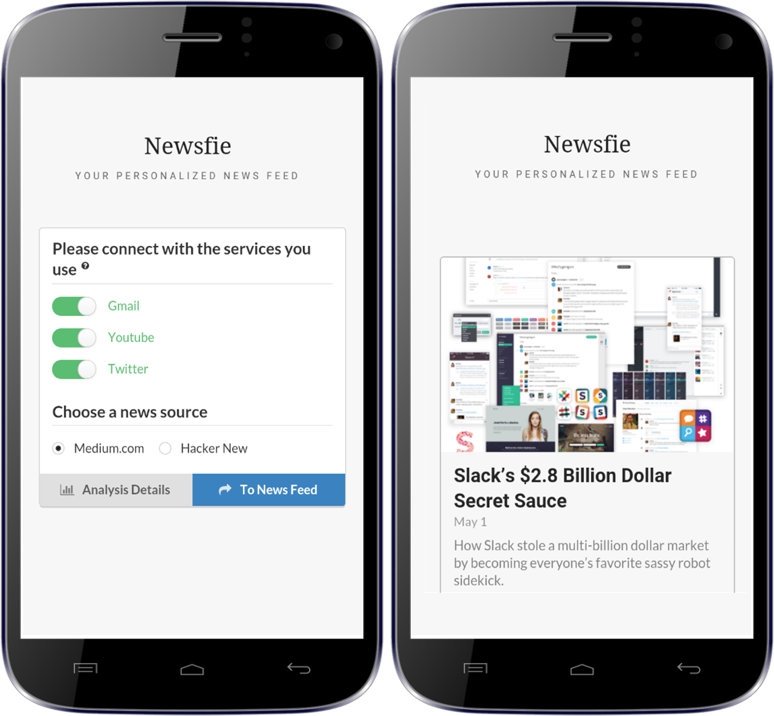 Newsfie
YOUR PERSONALIZED NEWS FEED
Please connect with the services you
use ?
Gmail
Youtube
Twitter
Choose a news source
Medium.com
Hacker New
Analysis Details
To News Feed
Newsfie
YOUR PERSONALIZED NEWS FEED
Slack’s $2.8 Billion Dollar
Secret Sauce
May 1
How Slack stole a multi-billion dollar market
by becoming everyone’s favorite sassy robot
sidekick.